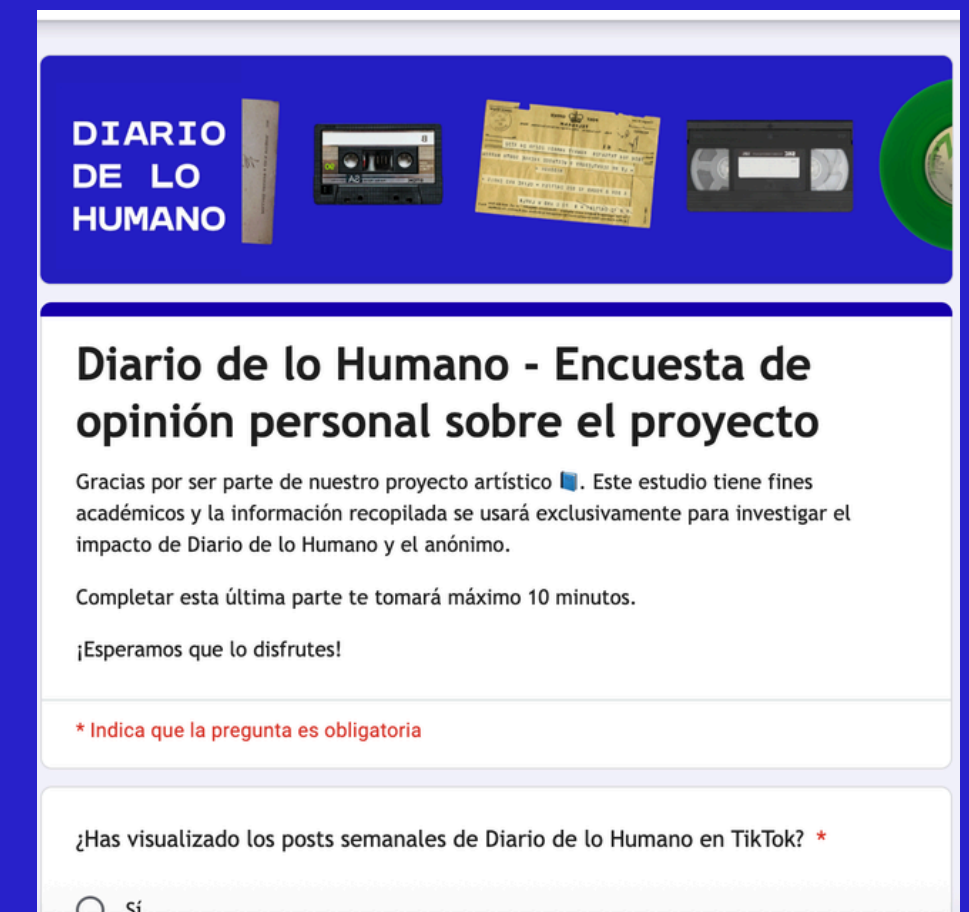 DIARIO
DE LO
HUMANO
Diario de lo Humano - Encuesta de
opinión personal sobre el proyecto
Gracias por ser parte de nuestro proyecto artístico 📘. Este estudio tiene fines
académicos y la información recopilada se usará exclusivamente para investigar el
impacto de Diario de lo Humano y el anónimo.
Completar esta última parte te tomará máximo 10 minutos.
¡Esperamos que lo disfrutes!
* Indica que la pregunta es obligatoria
¿Has visualizado los posts semanales de Diario de lo Humano en TikTok? *
Sí